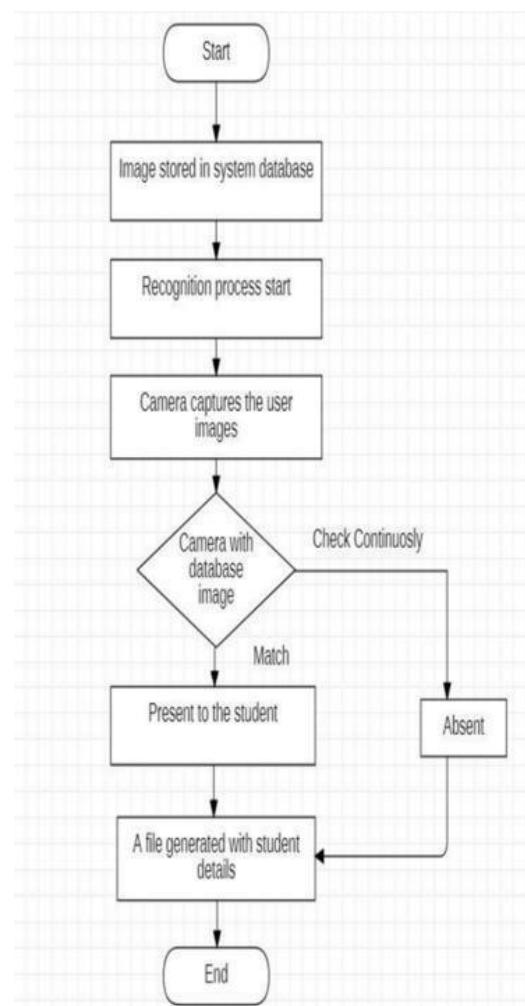 Start
Image stored in system database
Recognition process start
Camera captures the user
images
Camera with
database
image
Check Continuosly
Match
Present to the student
Absent
A file generated with student
details
End